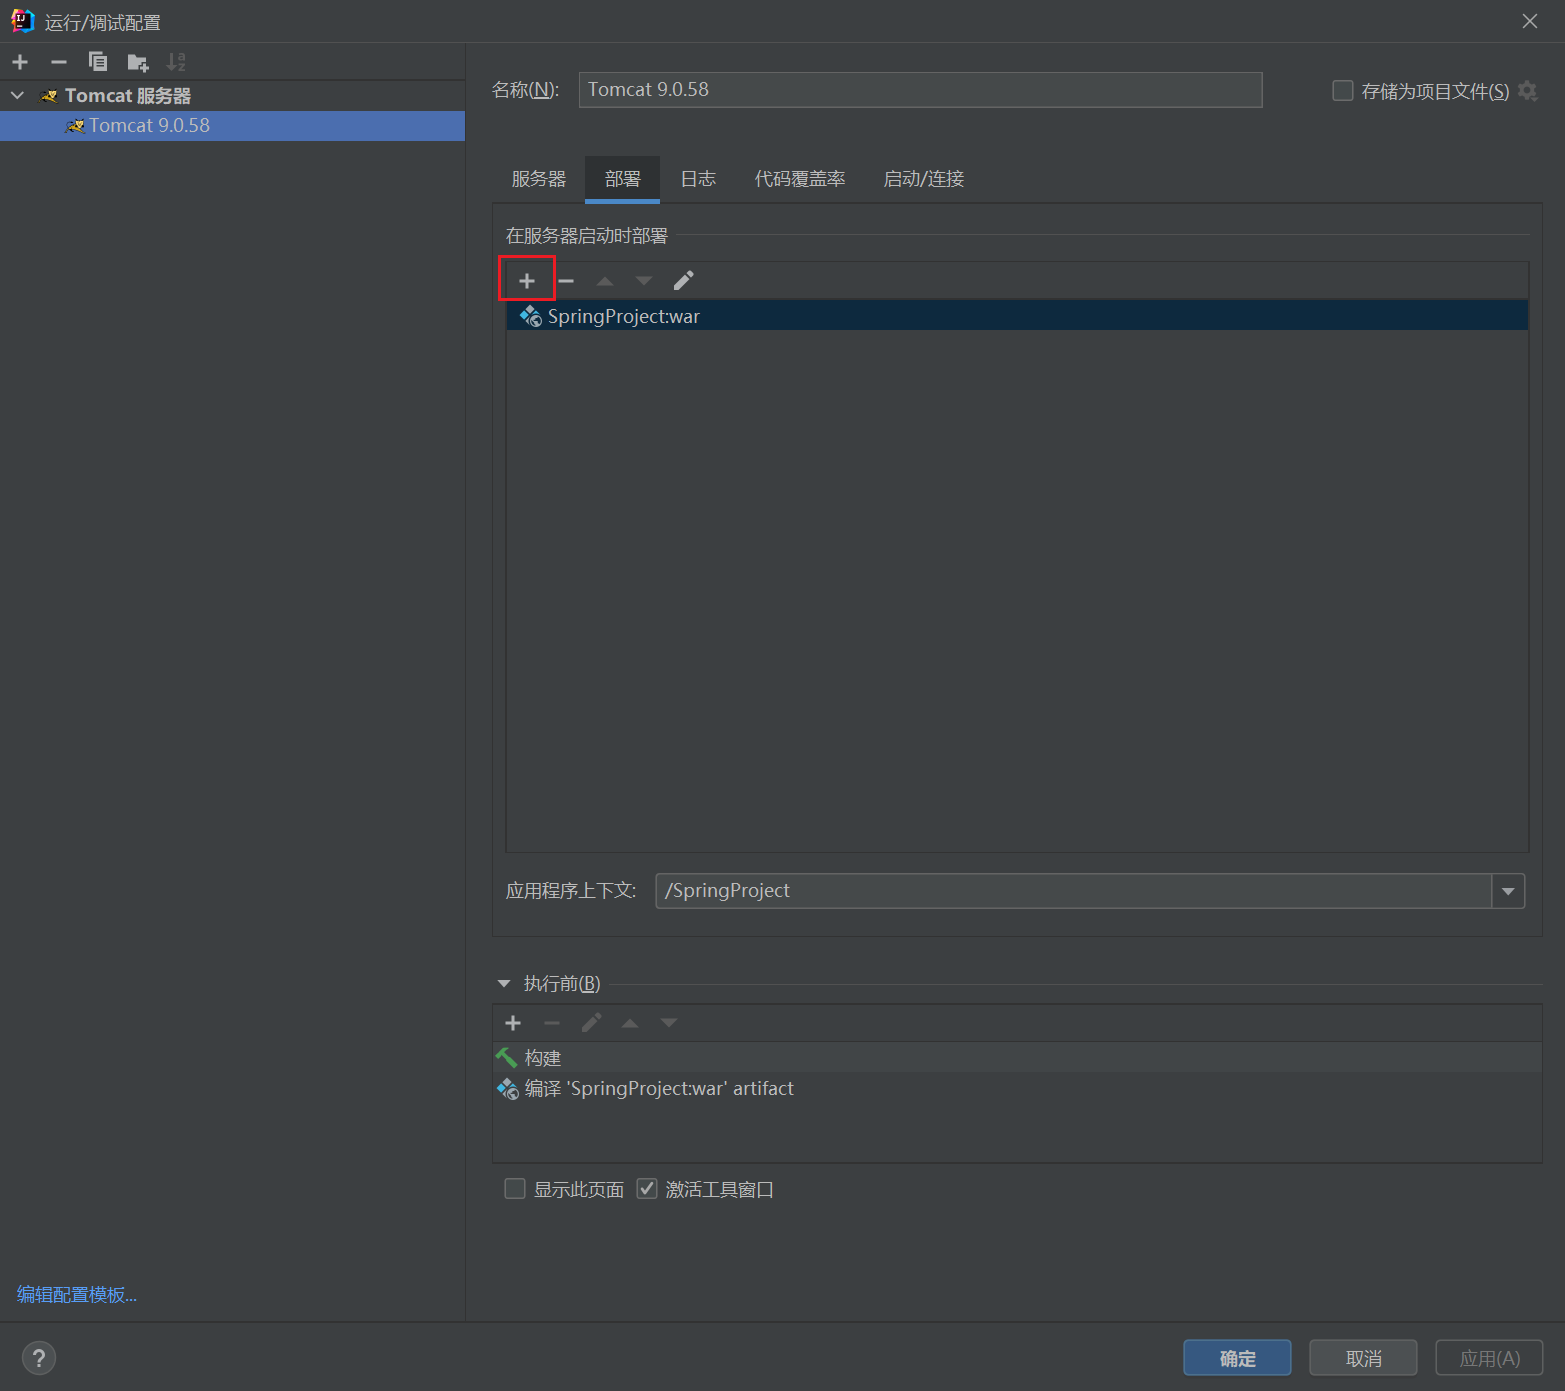 运行/调试配置
Tomcat 服务器
Tomcat 9.0.58
编辑配置模板...
名称(N): Tomcat 9.0.58
存储为项目文件(S)
服务器 部署 日志 代码覆盖率 启动/连接
在服务器启动时部署
SpringProject:war
应用程序上下文: /SpringProject
执行前(B)
构建
编译 'SpringProject:war' artifact
显示此页面 激活工具窗口
? 确定 取消 应用(A)